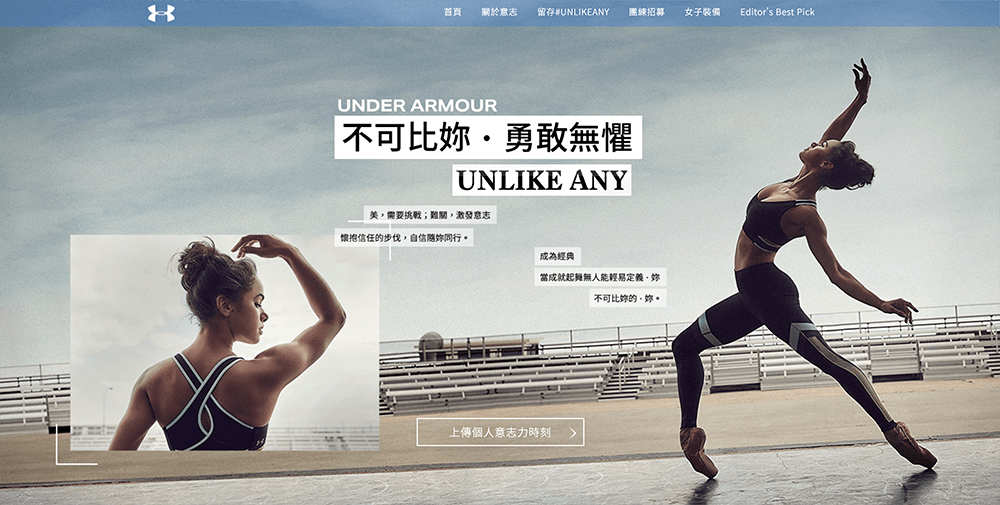 首頁 關於意志 留存#UNLIKEANY 團練招募 女子裝備 Editor's Best Pick
UNDER ARMOUR
不可比妳・勇敢無懼
UNLIKE ANY
美，需要挑戰；難關，激發意志
懷抱信任的步伐，自信隨妳同行。
成為經典
當成就起舞無人能輕易定義・妳
不可比妳的・妳。
上傳個人意志力時刻